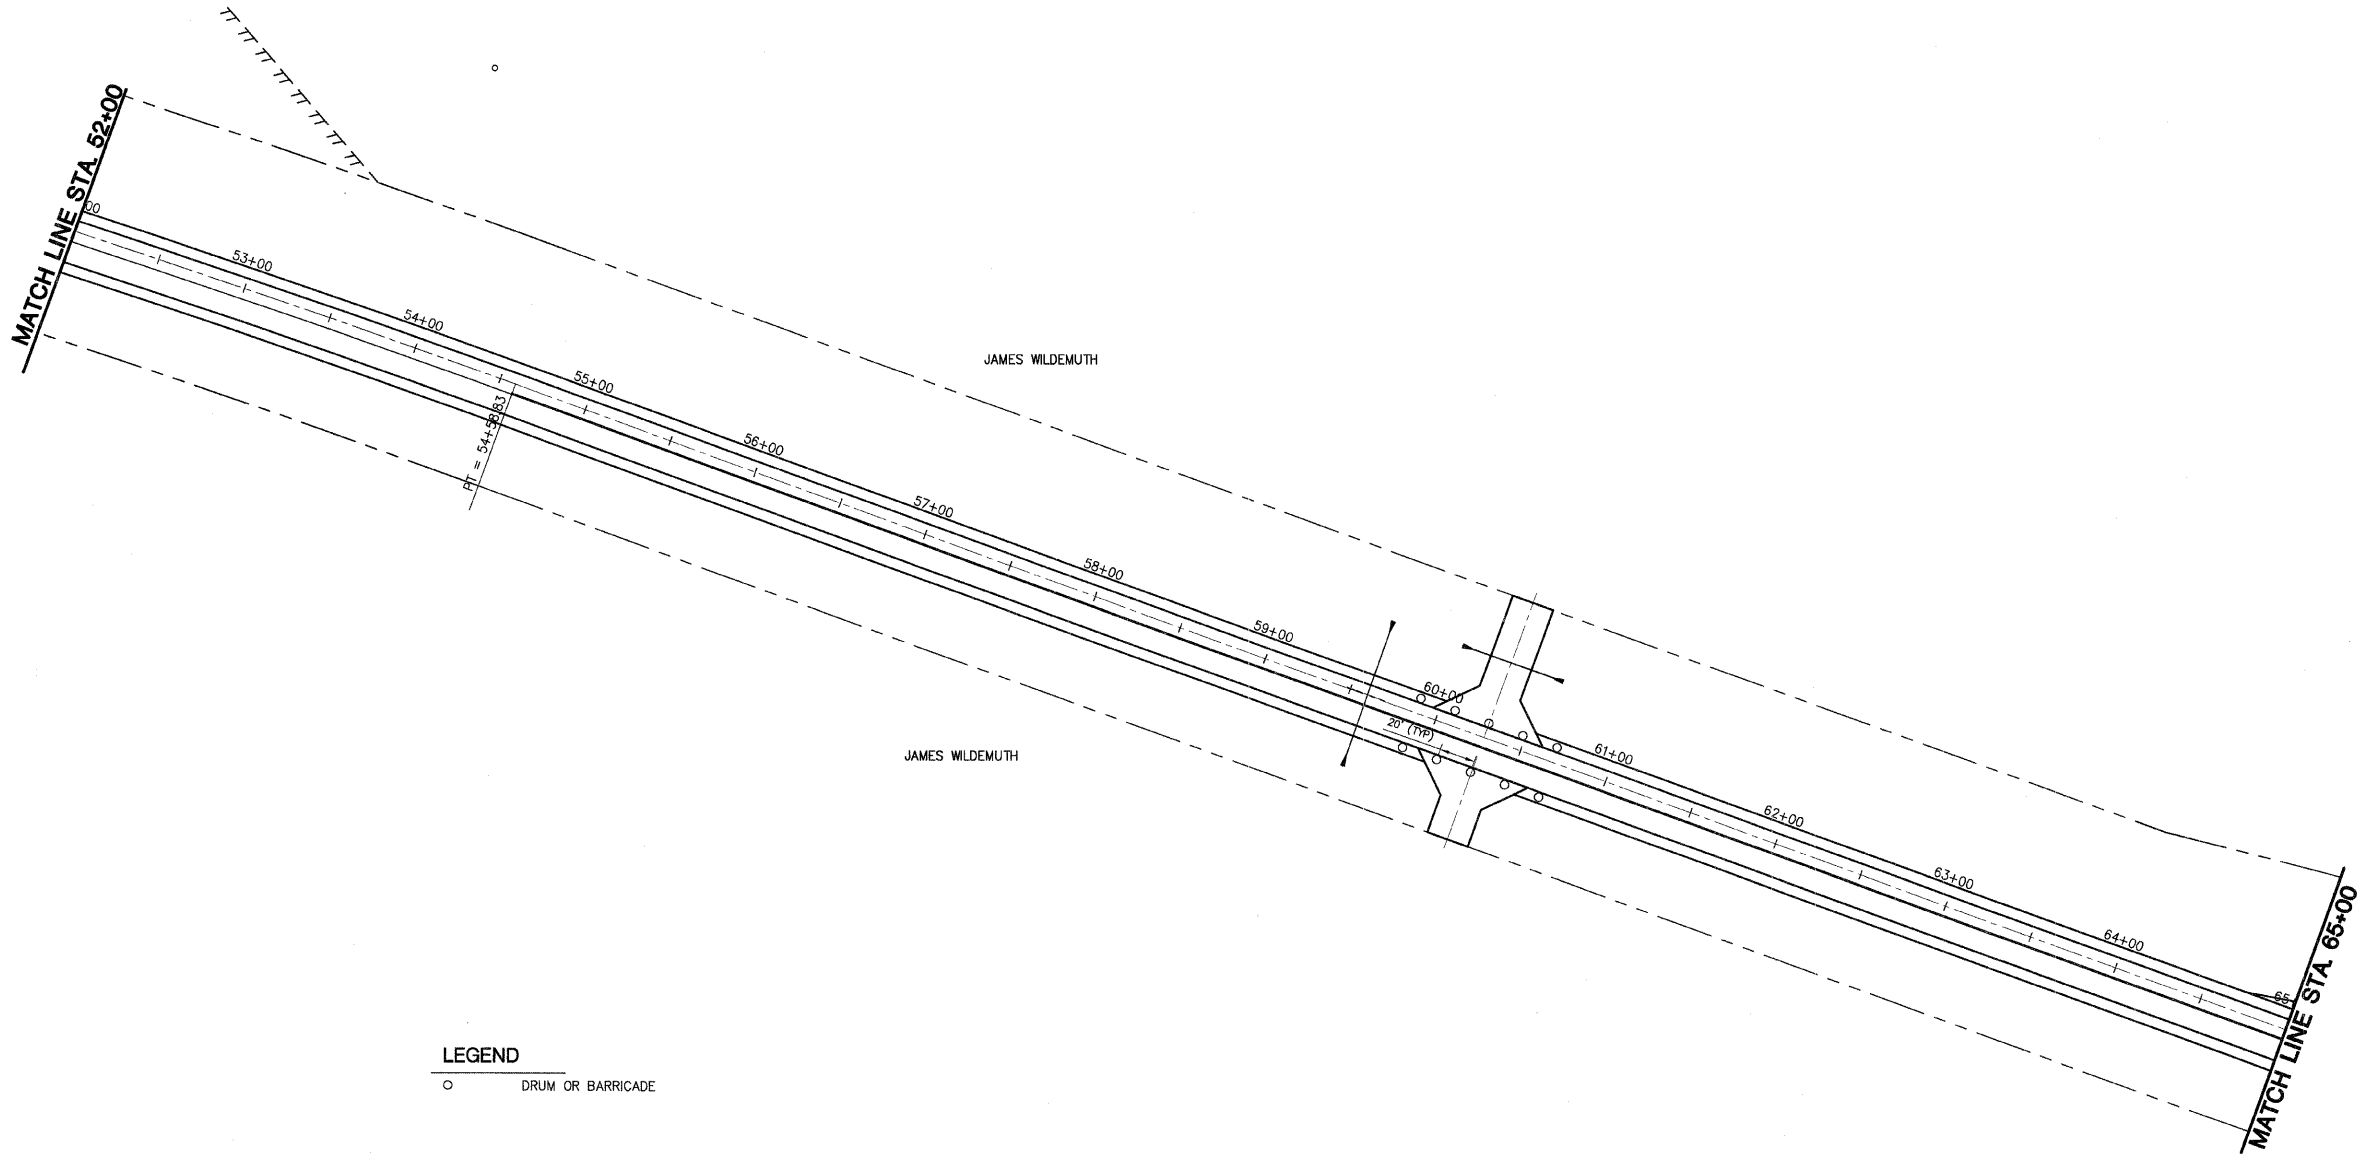 MATCH LINE STA. 52+00
00
53+00
54+00
55+00
PT = 54+58.83
56+00
JAMES WILDEMUTH
57+00
58+00
59+00
60+00
20' (TYP)
61+00
JAMES WILDEMUTH
62+00
63+00
64+00
65
MATCH LINE STA. 65+00
LEGEND
DRUM OR BARRICADE